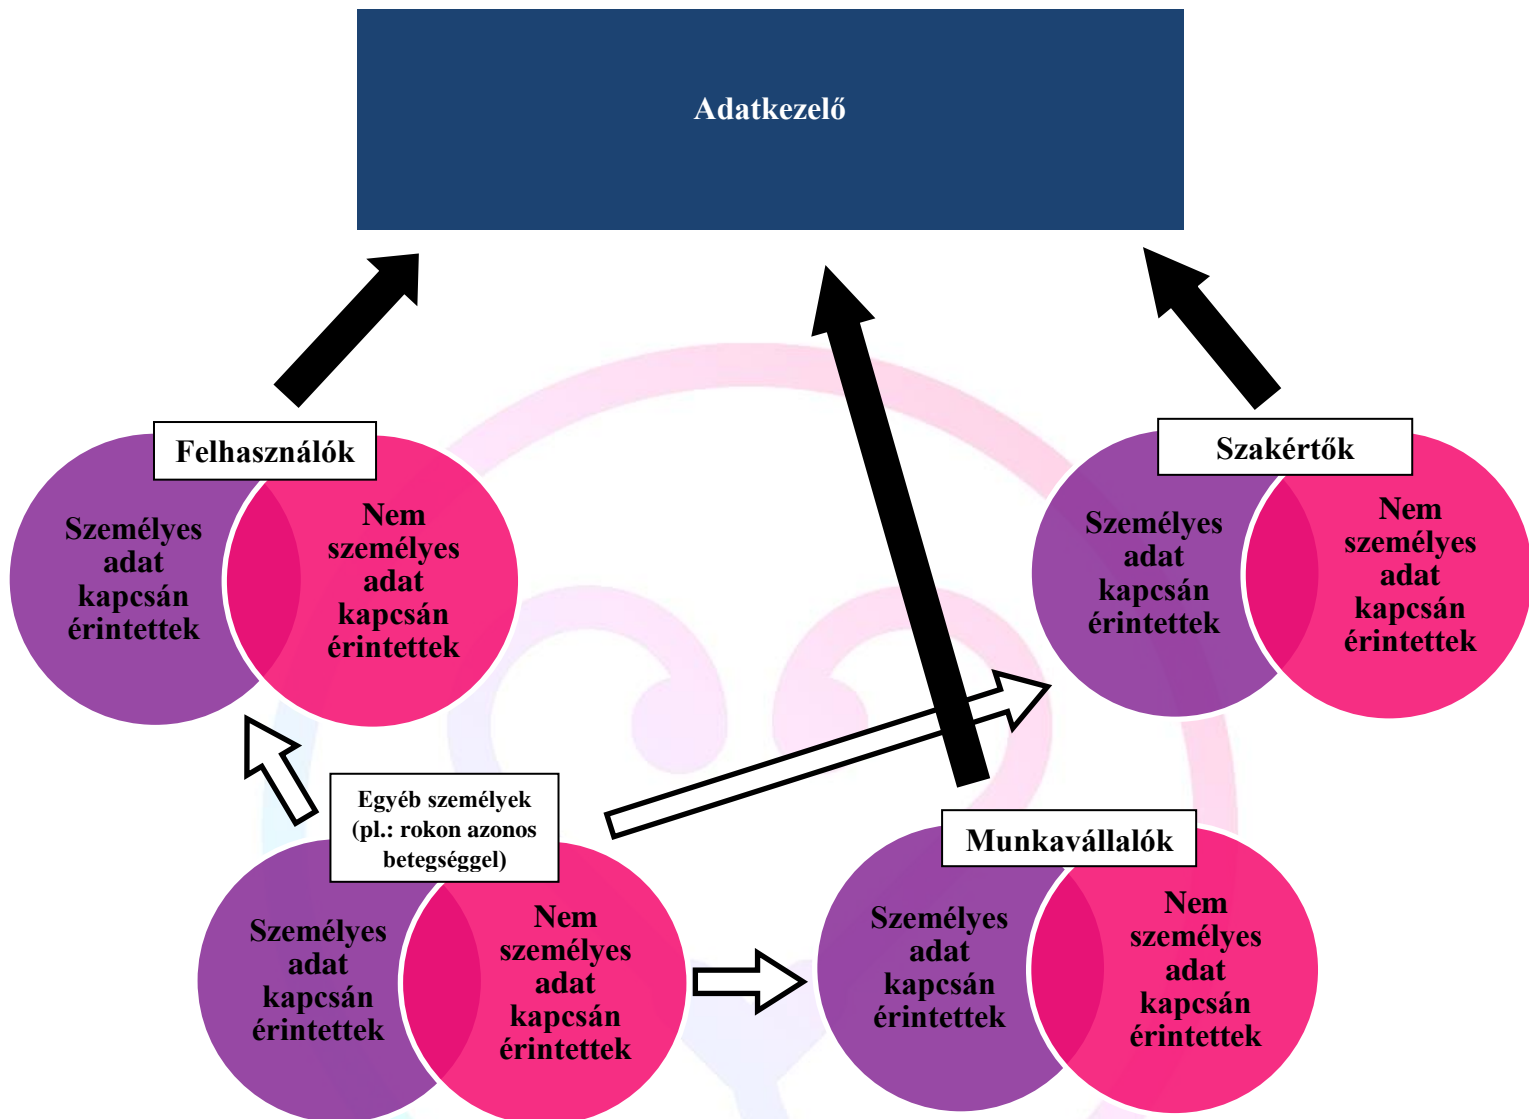 Adatkezelő
Felhasználók
Személyes
adat
kapcsán
érintettek
Nem
személyes
adat
kapcsán
érintettek
Szakértők
Személyes
adat
kapcsán
érintettek
Nem
személyes
adat
kapcsán
érintettek
Egyéb személyek
(pl.: rokon azonos
betegséggel)
Személyes
adat
kapcsán
érintettek
Nem
személyes
adat
kapcsán
érintettek
Munkavállalók
Személyes
adat
kapcsán
érintettek
Nem
személyes
adat
kapcsán
érintettek